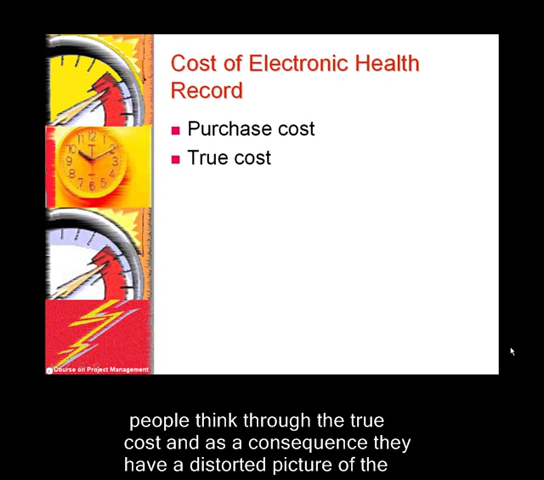 Cost of Electronic Health
Record
Purchase cost
True cost
Course on Project Management
people think through the true
cost and as a consequence they
have a distorted picture of the